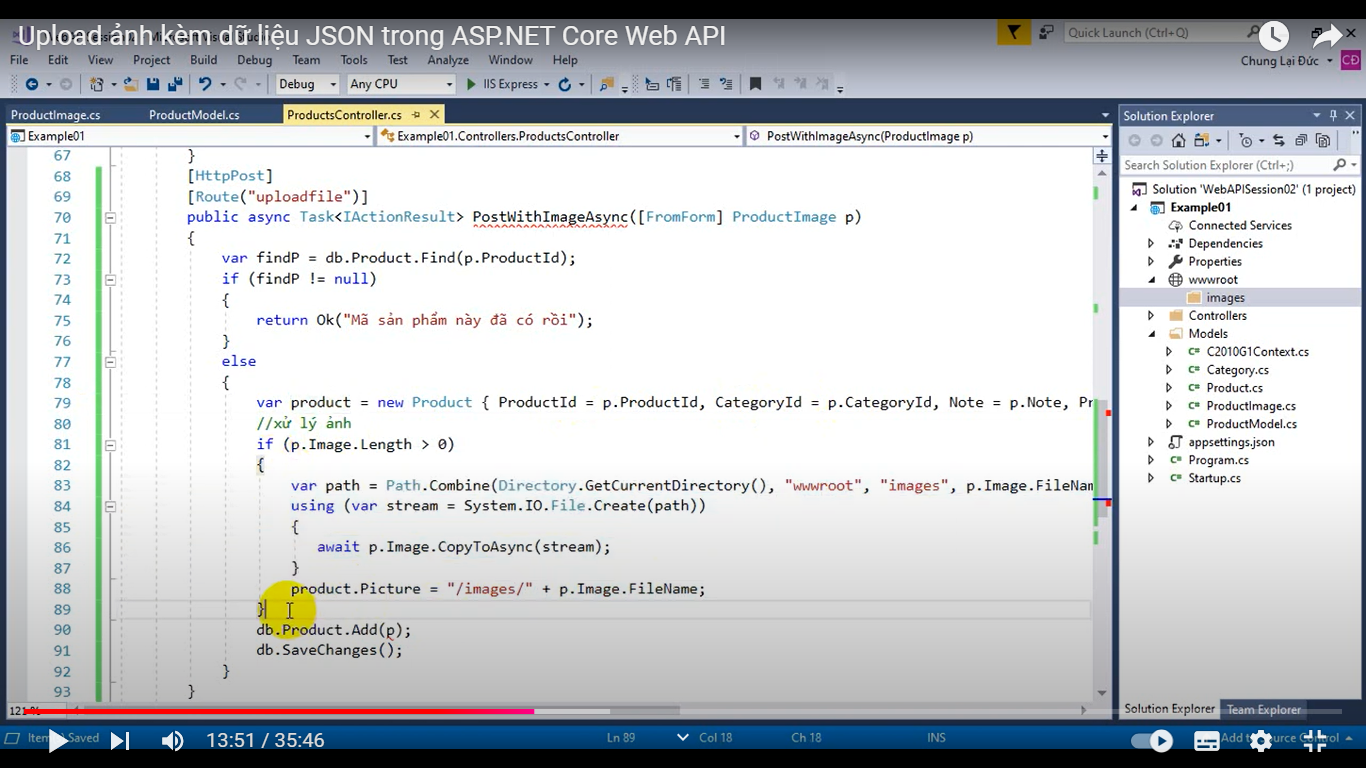 Upload ảnh kèm dữ liệu JSON trong ASP.NET Core Web API
Quick Launch (Ctrl+Q)
File Edit View Project Build Debug Team Tools Test Analyze Window Help
Chung Lại Đức CĐ
Debug Any CPU IIS Express
ProductImage.cs ProductModel.cs ProductsController.cs
Example01 Example01.Controllers.ProductsController PostWithImageAsync(ProductImage p)
67 }
68 [HttpPost]
69 [Route("uploadfile")]
70 public async Task<IActionResult> PostWithImageAsync([FromForm] ProductImage p)
71 {
72 var findP = db.Product.Find(p.ProductId);
73 if (findP != null)
74 {
75 return Ok("Mã sản phẩm này đã có rồi");
76 }
77 else
78 {
79 var product = new Product { ProductId = p.ProductId, CategoryId = p.CategoryId, Note = p.Note, Pr
80 //xử lý ảnh
81 if (p.Image.Length > 0)
82 {
83 var path = Path.Combine(Directory.GetCurrentDirectory(), "wwwroot", "images", p.Image.FileNam
84 using (var stream = System.IO.File.Create(path))
85 {
86 await p.Image.CopyToAsync(stream);
87 }
88 product.Picture = "/images/" + p.Image.FileName;
89 }
90 db.Product.Add(p);
91 db.SaveChanges();
92 }
93 }
121 %
Solution Explorer
Search Solution Explorer (Ctrl+;)
Solution 'WebAPISession02' (1 project)
Example01
Connected Services
Dependencies
Properties
wwwroot
images
Controllers
Models
C2010G1Context.cs
Category.cs
Product.cs
ProductImage.cs
ProductModel.cs
appsettings.json
Program.cs
Startup.cs
Solution Explorer Team Explorer
Saved Ln 89 Col 18 Ch 18 INS
13:51 / 35:46